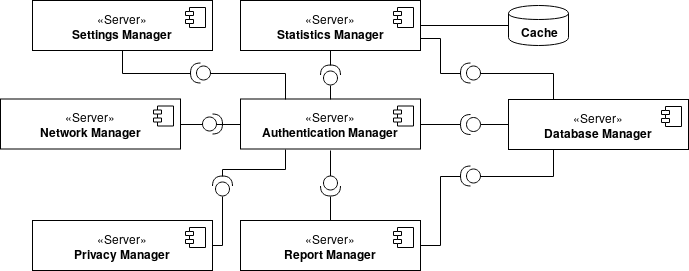 «Server»
Settings Manager
«Server»
Statistics Manager
Cache
«Server»
Network Manager
«Server»
Authentication Manager
«Server»
Database Manager
«Server»
Privacy Manager
«Server»
Report Manager